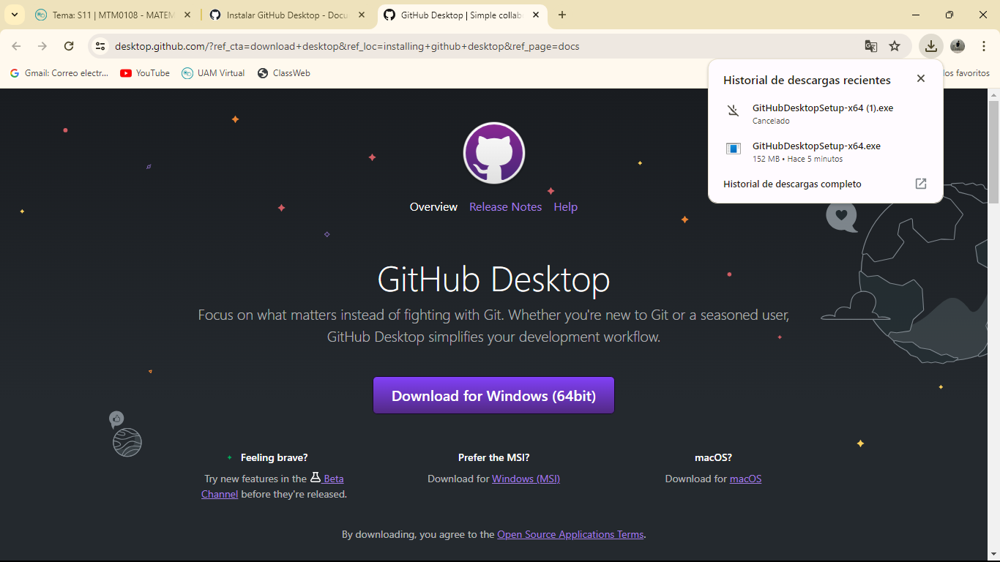 Tema: S11 | MTM0108 - MATEM
Instalar GitHub Desktop - Docu
GitHub Desktop | Simple collab
desktop.github.com/?ref_cta=download+desktop&ref_loc=installing+github+desktop&ref_page=docs
Gmail: Correo electr...
YouTube
UAM Virtual
ClassWeb
los favoritos
Historial de descargas recientes
GitHubDesktopSetup-x64 (1).exe
Cancelado
GitHubDesktopSetup-x64.exe
152 MB • Hace 5 minutos
Historial de descargas completo
Overview Release Notes Help
GitHub Desktop
Focus on what matters instead of fighting with Git. Whether you're new to Git or a seasoned user,
GitHub Desktop simplifies your development workflow.
Download for Windows (64bit)
Feeling brave?
Try new features in the Beta
Channel before they're released.
Prefer the MSI?
Download for Windows (MSI)
macOS?
Download for macOS
By downloading, you agree to the Open Source Applications Terms.